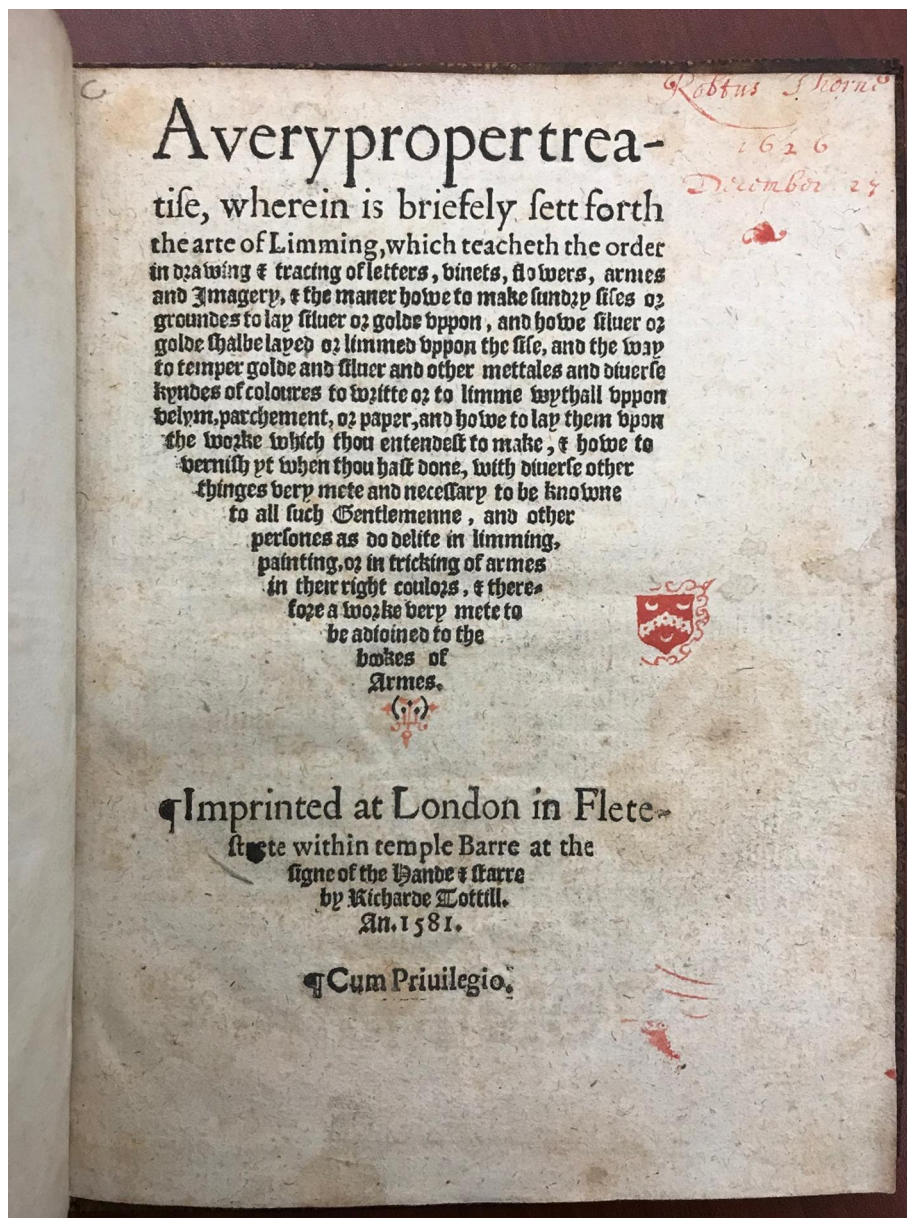 C
Robtus Thorne
1626
December 27
A very proper trea-
tiſe, wherein is briefely ſett forth
the arte of Limming, which teacheth the order
in drawing & tracing of letters, vinets, flowers, armes
and Imagery, & the maner howe to make ſundry ſiſes or
groundes to lay ſiluer or golde vppon, and howe ſiluer or
golde ſhalbe layed or limmed vppon the ſiſe, and the way
to temper golde and ſiluer and other mettales and diuerſe
kyndes of coloures to writte or to limme wythall vppon
velym, parchement, or paper, and howe to lay them vpon
the worke which thou entendeſt to make, & howe to
verniſh yt when thou haſt done, with diuerſe other
thinges very mete and neceſſary to be knowne
to all ſuch Gentlemenne, and other
perſones as do delite in limming,
painting, or in tricking of armes
in their right coulors, & there-
fore a worke very mete to
be adioined to the
bookes of
Armes.
(∴)
¶Imprinted at London in Flete-
ſtrete within temple Barre at the
ſigne of the Hande & ſtarre
by Richarde Tottill.
An. 1581.
¶Cum Priuilegio.